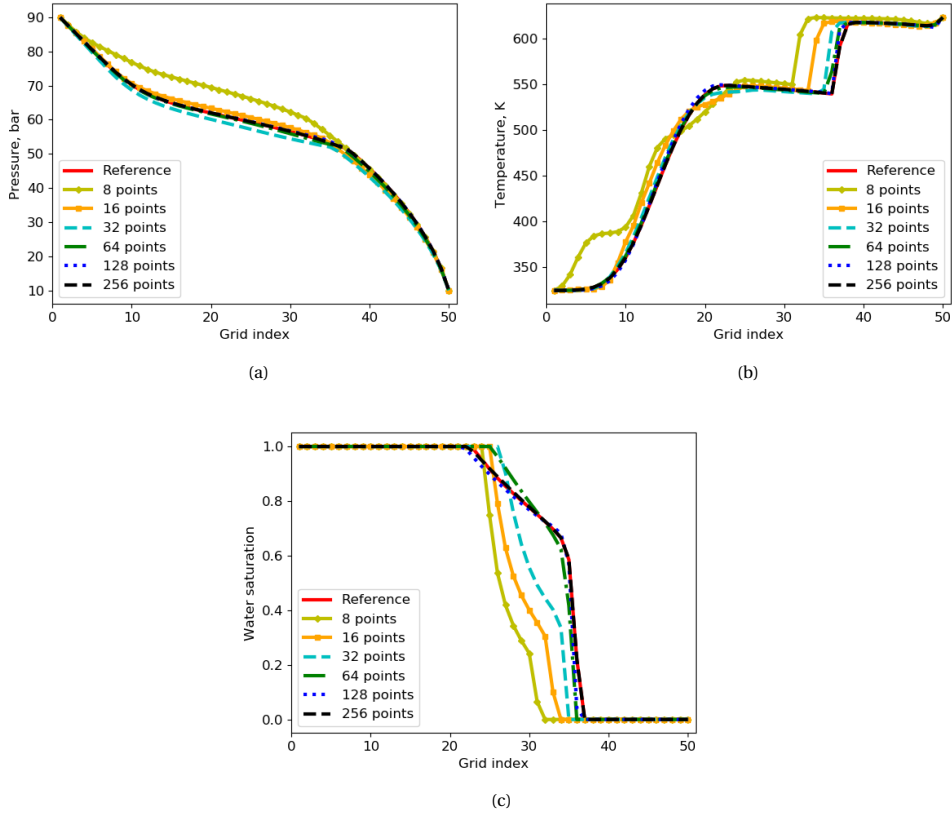 90
80
70
60
50
40
30
20
10
Pressure, bar
Reference
8 points
16 points
32 points
64 points
128 points
256 points
0 10 20 30 40 50
Grid index
(a)
600
550
500
450
400
350
Temperature, K
Reference
8 points
16 points
32 points
64 points
128 points
256 points
0 10 20 30 40 50
Grid index
(b)
1.0
0.8
0.6
0.4
0.2
0.0
Water saturation
Reference
8 points
16 points
32 points
64 points
128 points
256 points
0 10 20 30 40 50
Grid index
(c)